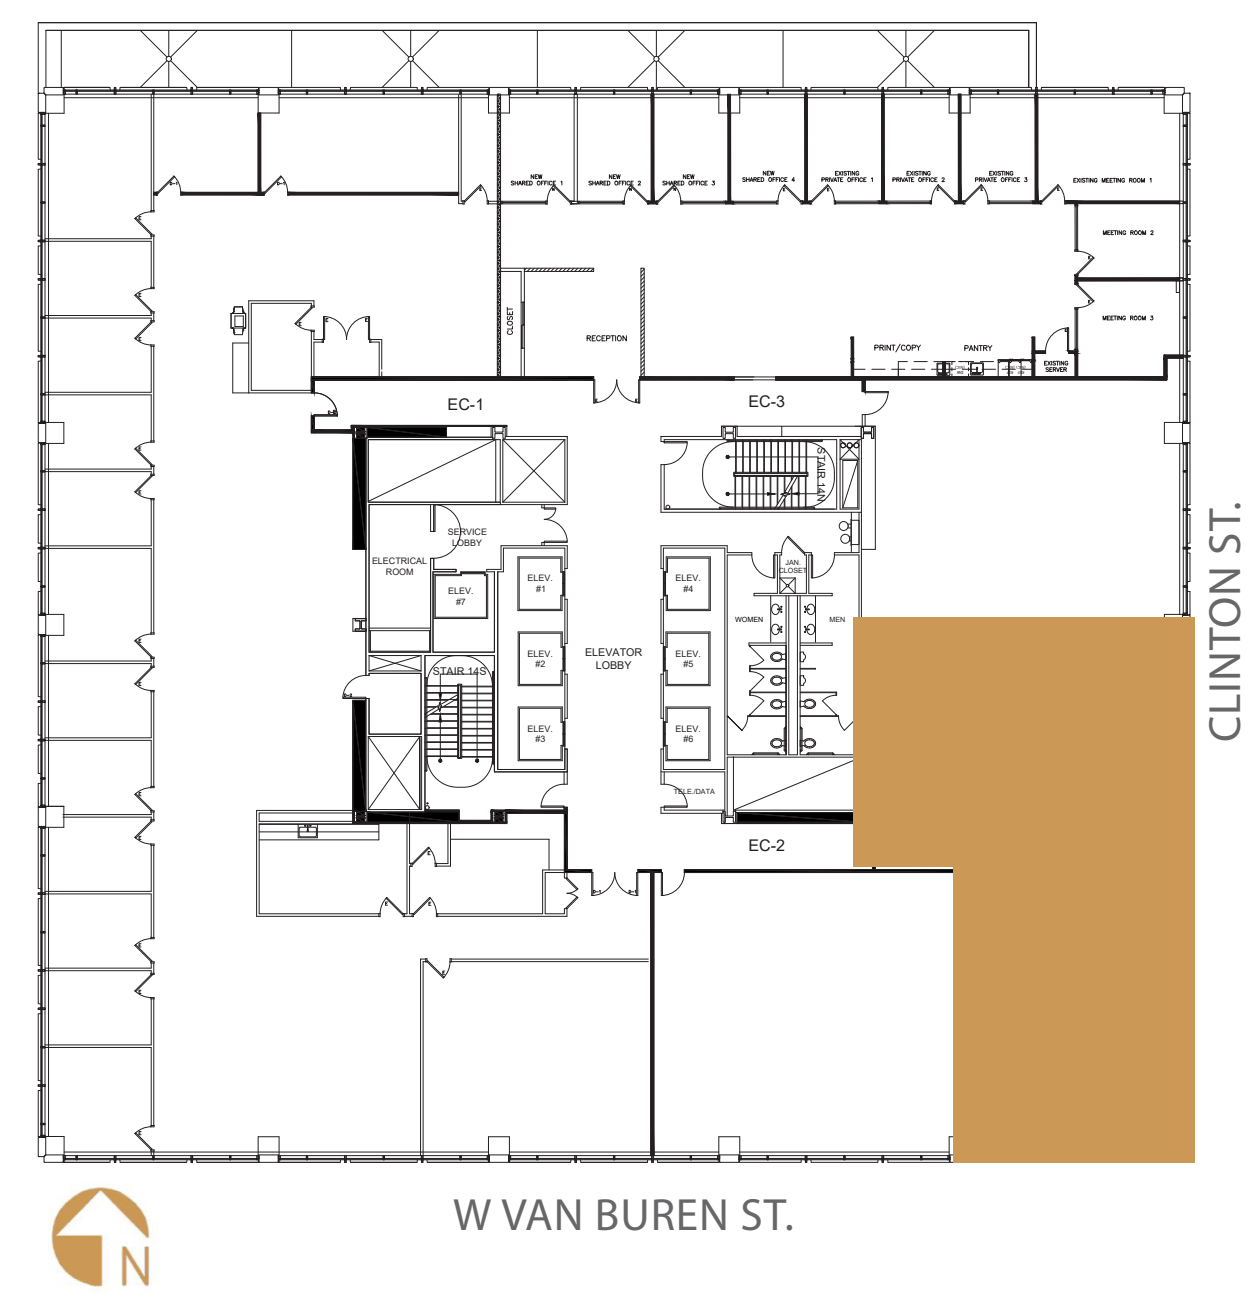 NEW
SHARED OFFICE 1
NEW
SHARED OFFICE 2
NEW
SHARED OFFICE 3
NEW
SHARED OFFICE 4
EXISTING
PRIVATE OFFICE 1
EXISTING
PRIVATE OFFICE 2
EXISTING
PRIVATE OFFICE 3
EXISTING MEETING ROOM 1
MEETING ROOM 2
MEETING ROOM 3
CLOSET
RECEPTION
PRINT/COPY
PANTRY
EXISTING
SERVER
EC-1
EC-3
STAIR 14N
SERVICE
LOBBY
ELECTRICAL
ROOM
JAN.
CLOSET
ELEV.
#1
ELEV.
#4
ELEV.
#7
WOMEN
MEN
ELEV.
#2
ELEVATOR
LOBBY
ELEV.
#5
STAIR 14S
ELEV.
#3
ELEV.
#6
TELE./DATA
EC-2
CLINTON ST.
W VAN BUREN ST.
N